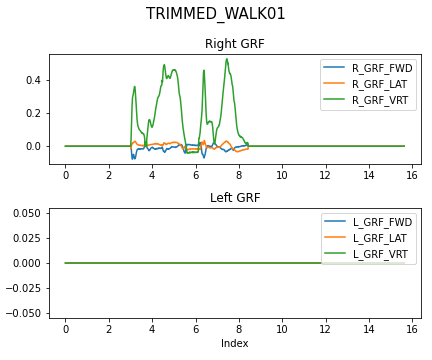 TRIMMED_WALK01
Right GRF
R_GRF_FWD
R_GRF_LAT
R_GRF_VRT
0.4
0.2
0.0
0 2 4 6 8 10 12 14 16
Left GRF
L_GRF_FWD
L_GRF_LAT
L_GRF_VRT
0.050
0.025
0.000
−0.025
−0.050
0 2 4 6 8 10 12 14 16
Index